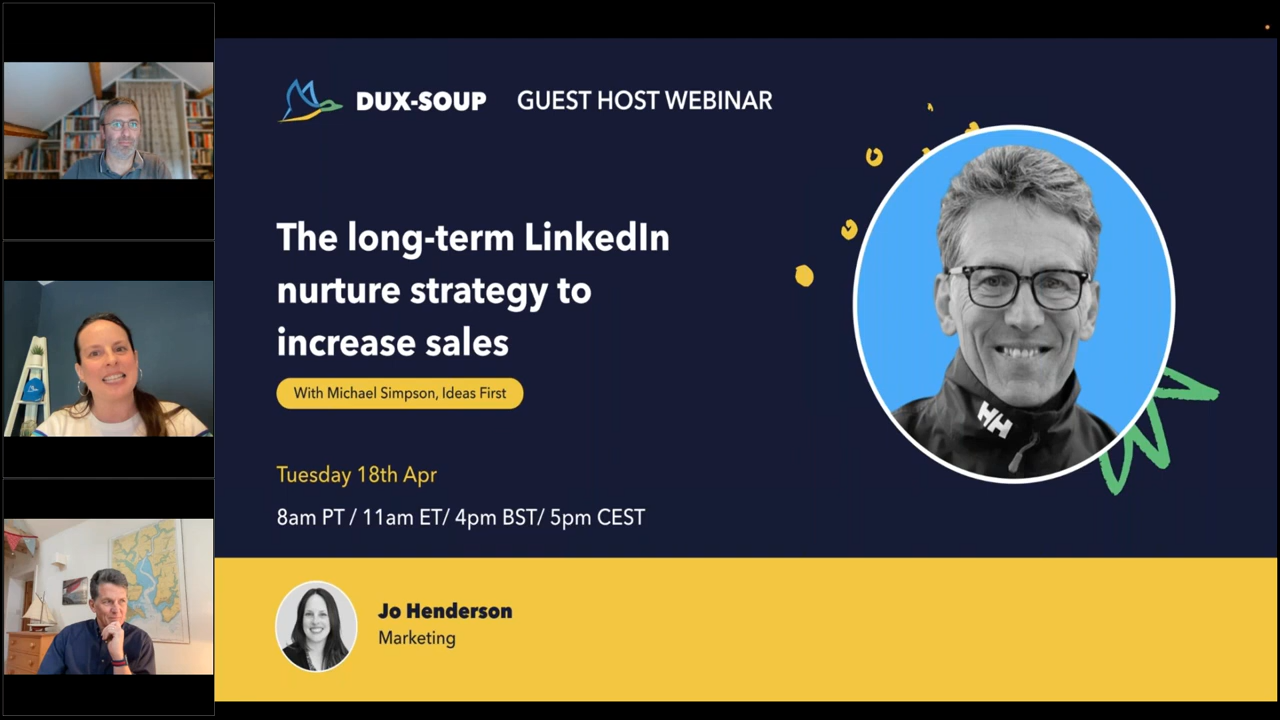 DUX-SOUP GUEST HOST WEBINAR
The long-term LinkedIn
nurture strategy to
increase sales
With Michael Simpson, Ideas First
Tuesday 18th Apr
8am PT / 11am ET/ 4pm BST/ 5pm CEST
HH
Jo Henderson
Marketing